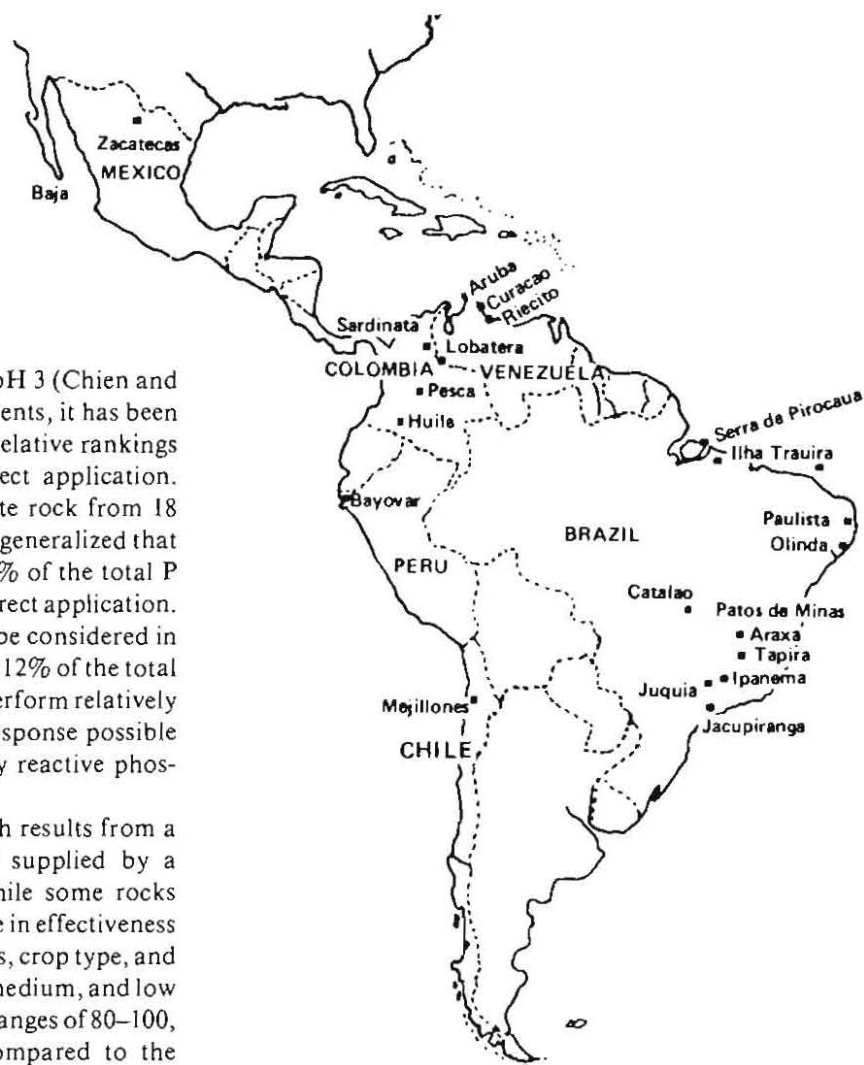 Zacatecas
MEXICO
Baja
Aruba
Curacao
Riecito
Sardinata
Lobatera
COLOMBIA
VENEZUELA
Pesca
Huila
Serra de Pirocaua
Ilha Trauira
Bayovar
Paulista
BRAZIL
Olinda
PERU
Catalao
Patos de Minas
Araxa
Tapira
Mejillones
Juquia
Ipanema
Jacupiranga
CHILE
pH 3 (Chien and
ents, it has been
elative rankings
ect application.
te rock from 18
generalized that
% of the total P
rect application.
be considered in
12% of the total
erform relatively
sponse possible
y reactive phos-
h results from a
supplied by a
hile some rocks
e in effectiveness
s, crop type, and
nedium, and low
anges of 80–100,
ompared to the